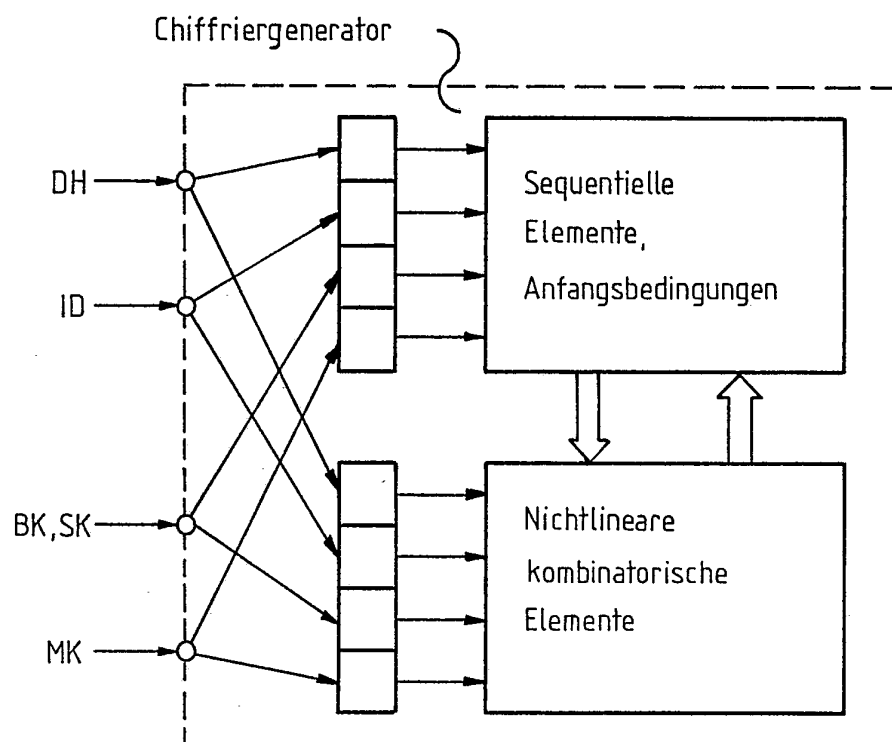 Chiffriergenerator
DH
ID
BK,SK
MK
Sequentielle
Elemente,
Anfangsbedingungen
Nichtlineare
kombinatorische
Elemente